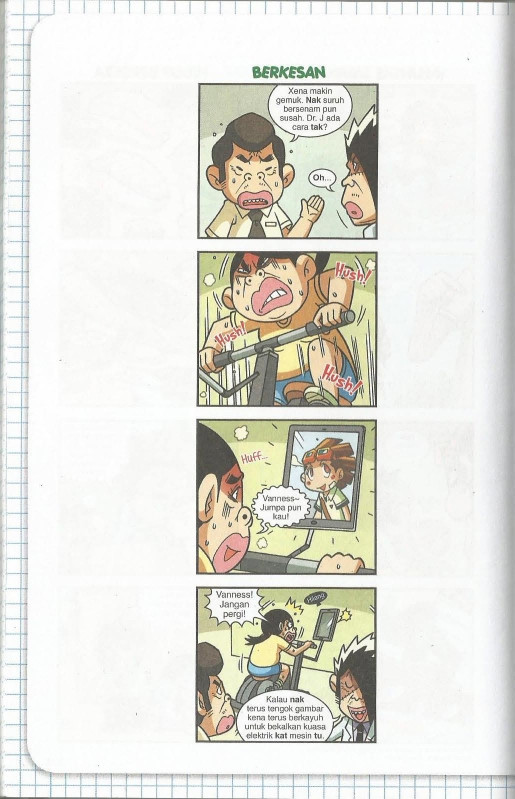 BERKESAN
Xena makin
gemuk. Nak suruh
bersenam pun
susah. Dr. J ada
cara tak?
Oh...
Hush!
Hush!
Hush!
Huff...
Vanness~
Jumpa pun
kau!
Vanness!
Jangan
pergi!
Hilang
Kalau nak
terus tengok gambar
kena terus berkayuh
untuk bekalkan kuasa
elektrik kat mesin tu.